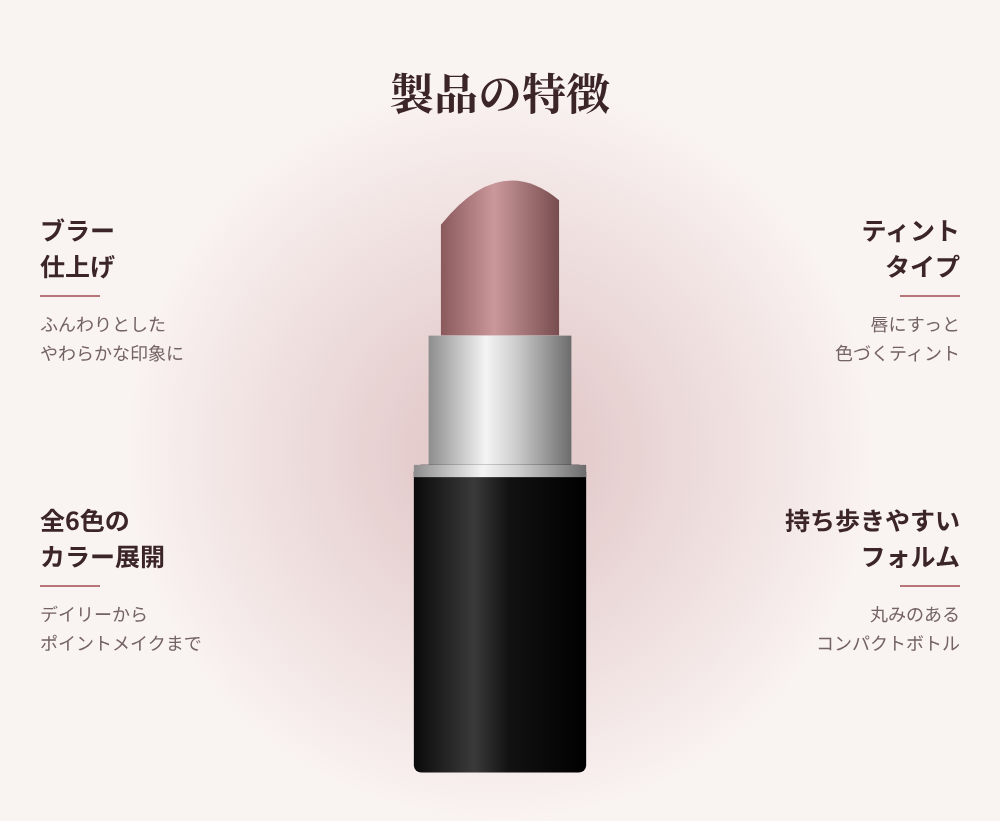 製品の特徴
ブラー
仕上げ
ふんわりとした
やわらかな印象に
ティント
タイプ
唇にすっと
色づくティント
全6色の
カラー展開
デイリーから
ポイントメイクまで
持ち歩きやすい
フォルム
丸みのある
コンパクトボトル